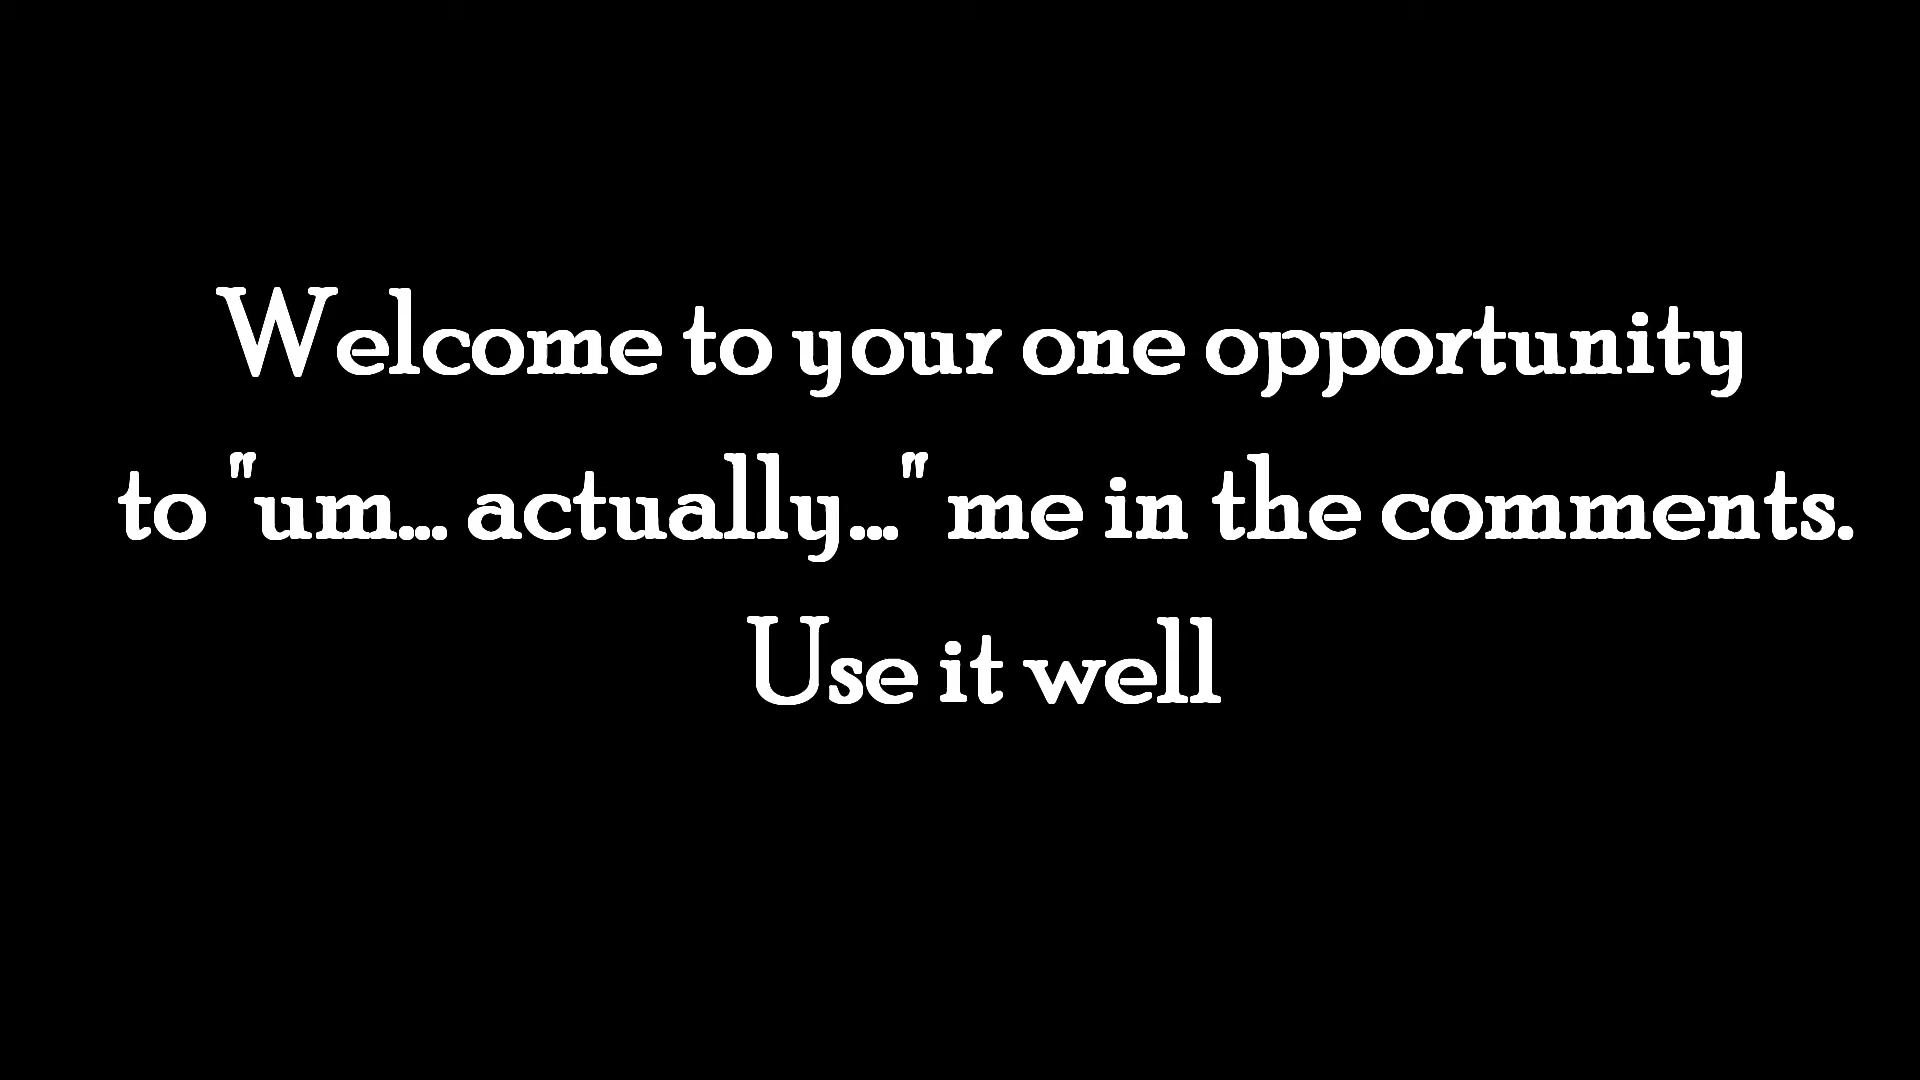 Welcome to your one opportunity
to "um... actually..." me in the comments.
Use it well